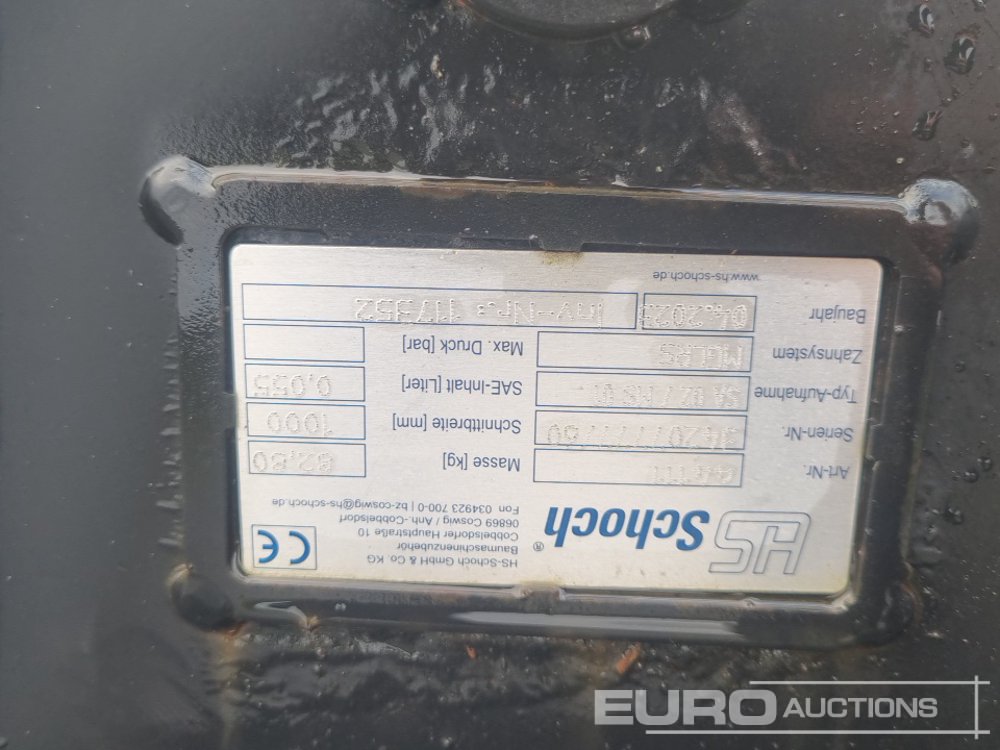 HS Schoch ®
HS-Schoch GmbH & Co. KG
Baumaschinenzubehör
Cobbelsdorfer Hauptstraße 10
06869 Coswig / Anh.-Cobbelsdorf
Fon 034923 700-0 | bz-coswig@hs-schoch.de
CE
Art-Nr.
Masse [kg] 82,80
Serien-Nr.
Schnittbreite [mm] 1000
Typ-Aufnahme
SAE-Inhalt [Liter] 0,055
Zahnsystem
Max. Druck [bar]
Baujahr 04.2023 Inv-Nr.: 117352
www.hs-schoch.de
EURO AUCTIONS